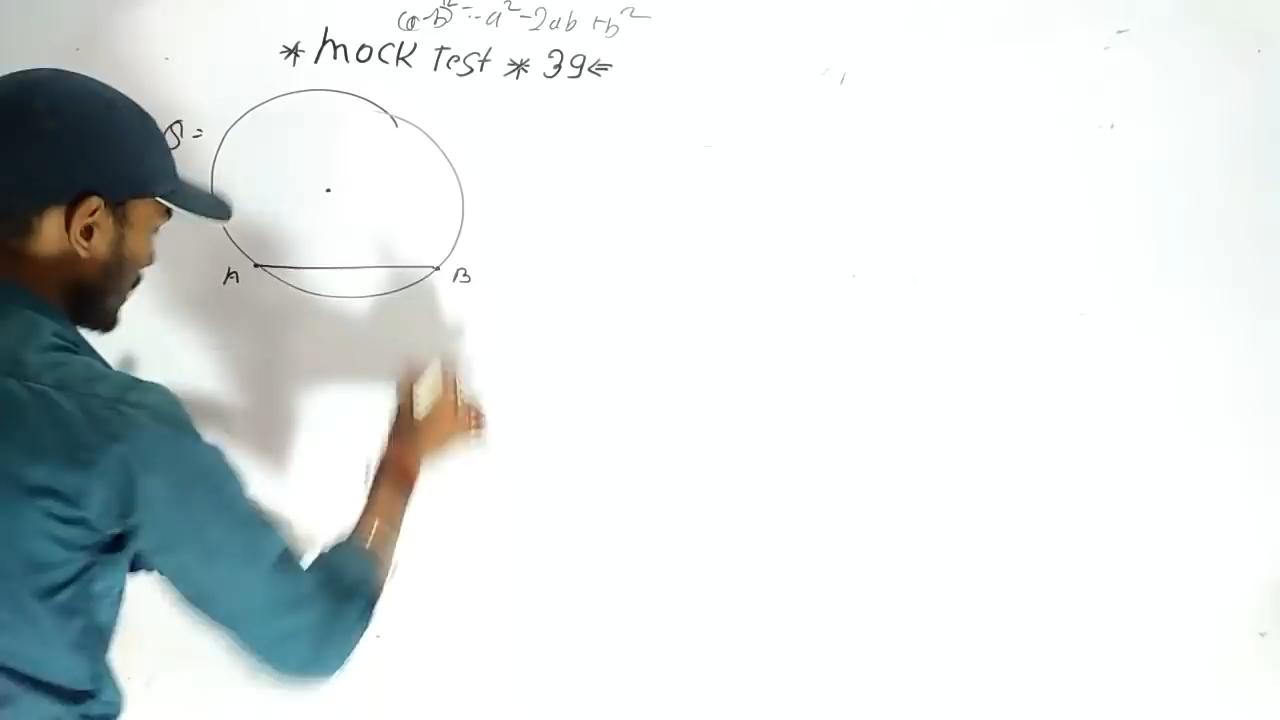 (a-b)² = a² - 2ab + b²
* Mock Test * 39 ⇐
A
B